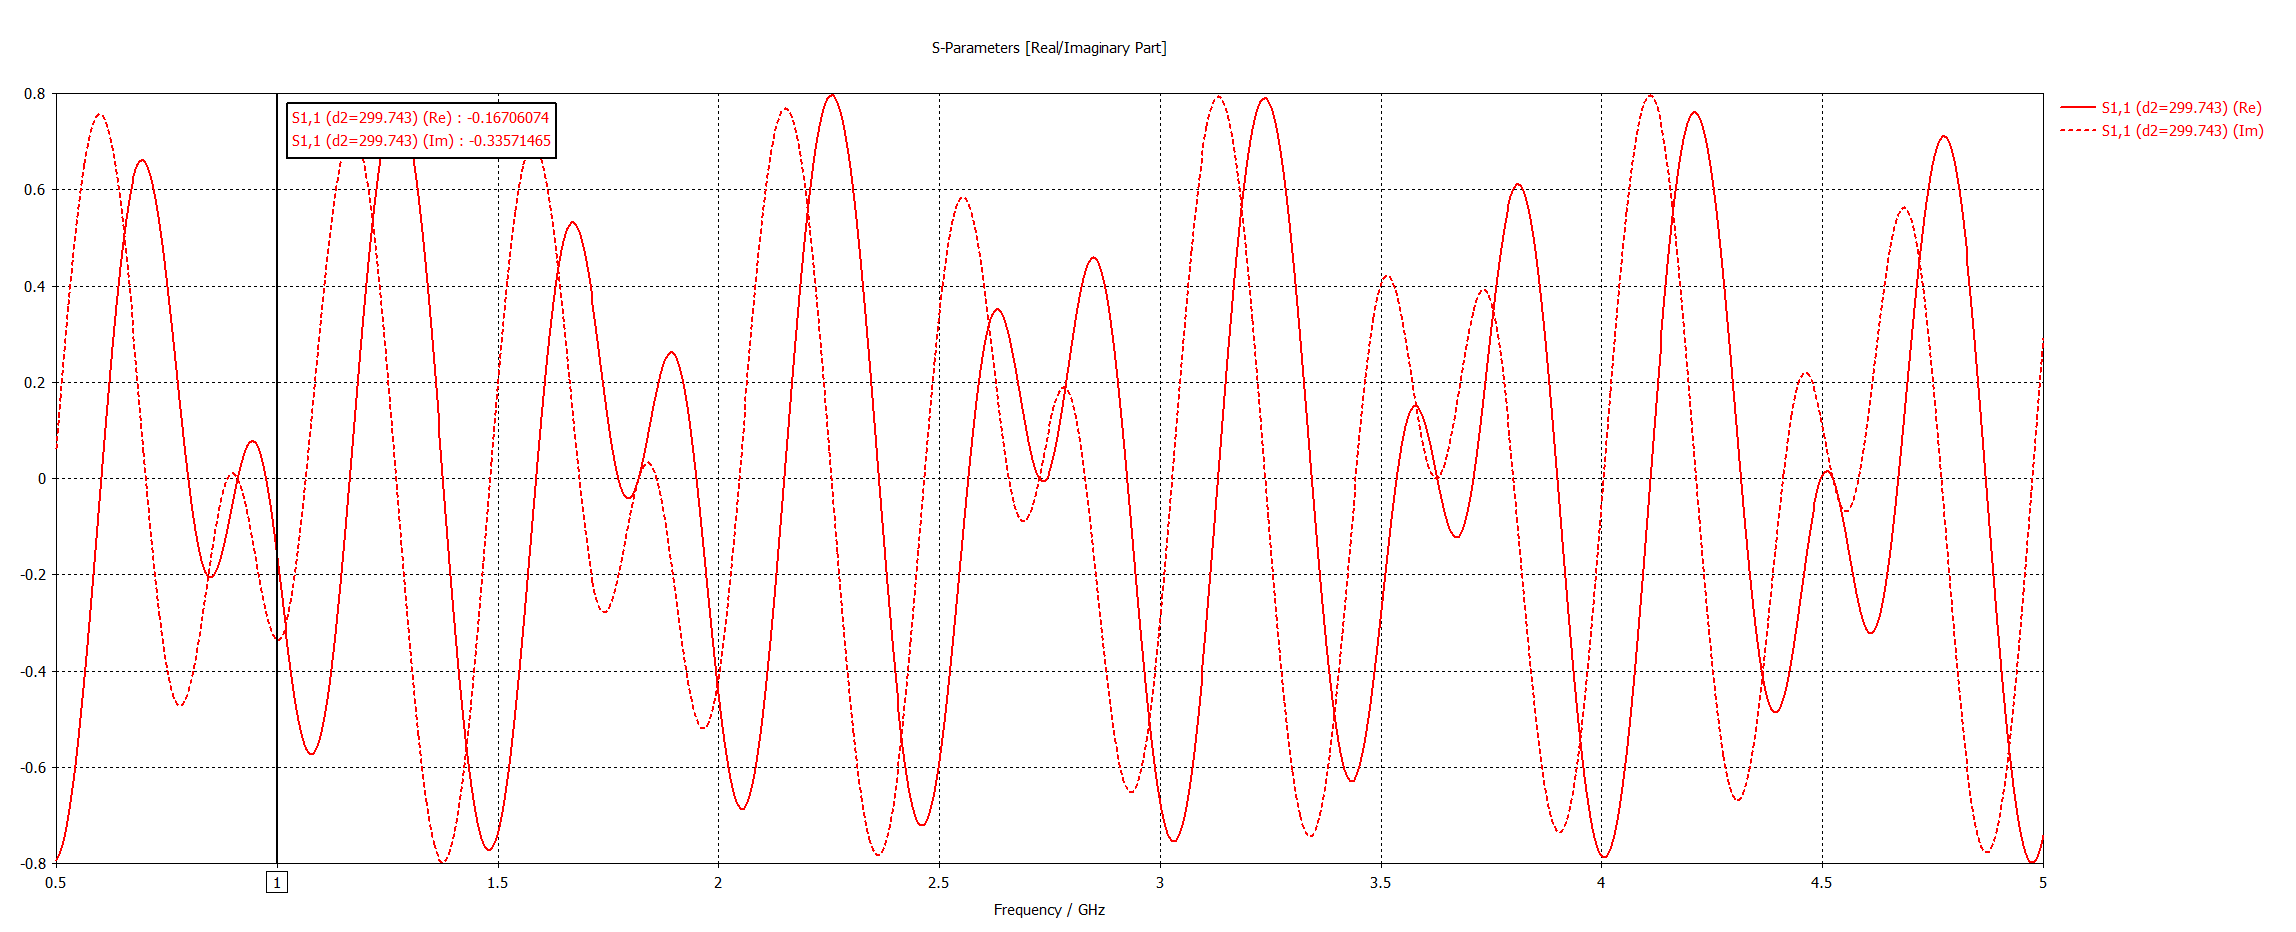 S-Parameters [Real/Imaginary Part]
S1,1 (d2=299.743) (Re) : -0.16706074
S1,1 (d2=299.743) (Im) : -0.33571465
S1,1 (d2=299.743) (Re)
S1,1 (d2=299.743) (Im)
0.8
0.6
0.4
0.2
0
-0.2
-0.4
-0.6
-0.8
0.5 1 1.5 2 2.5 3 3.5 4 4.5 5
Frequency / GHz